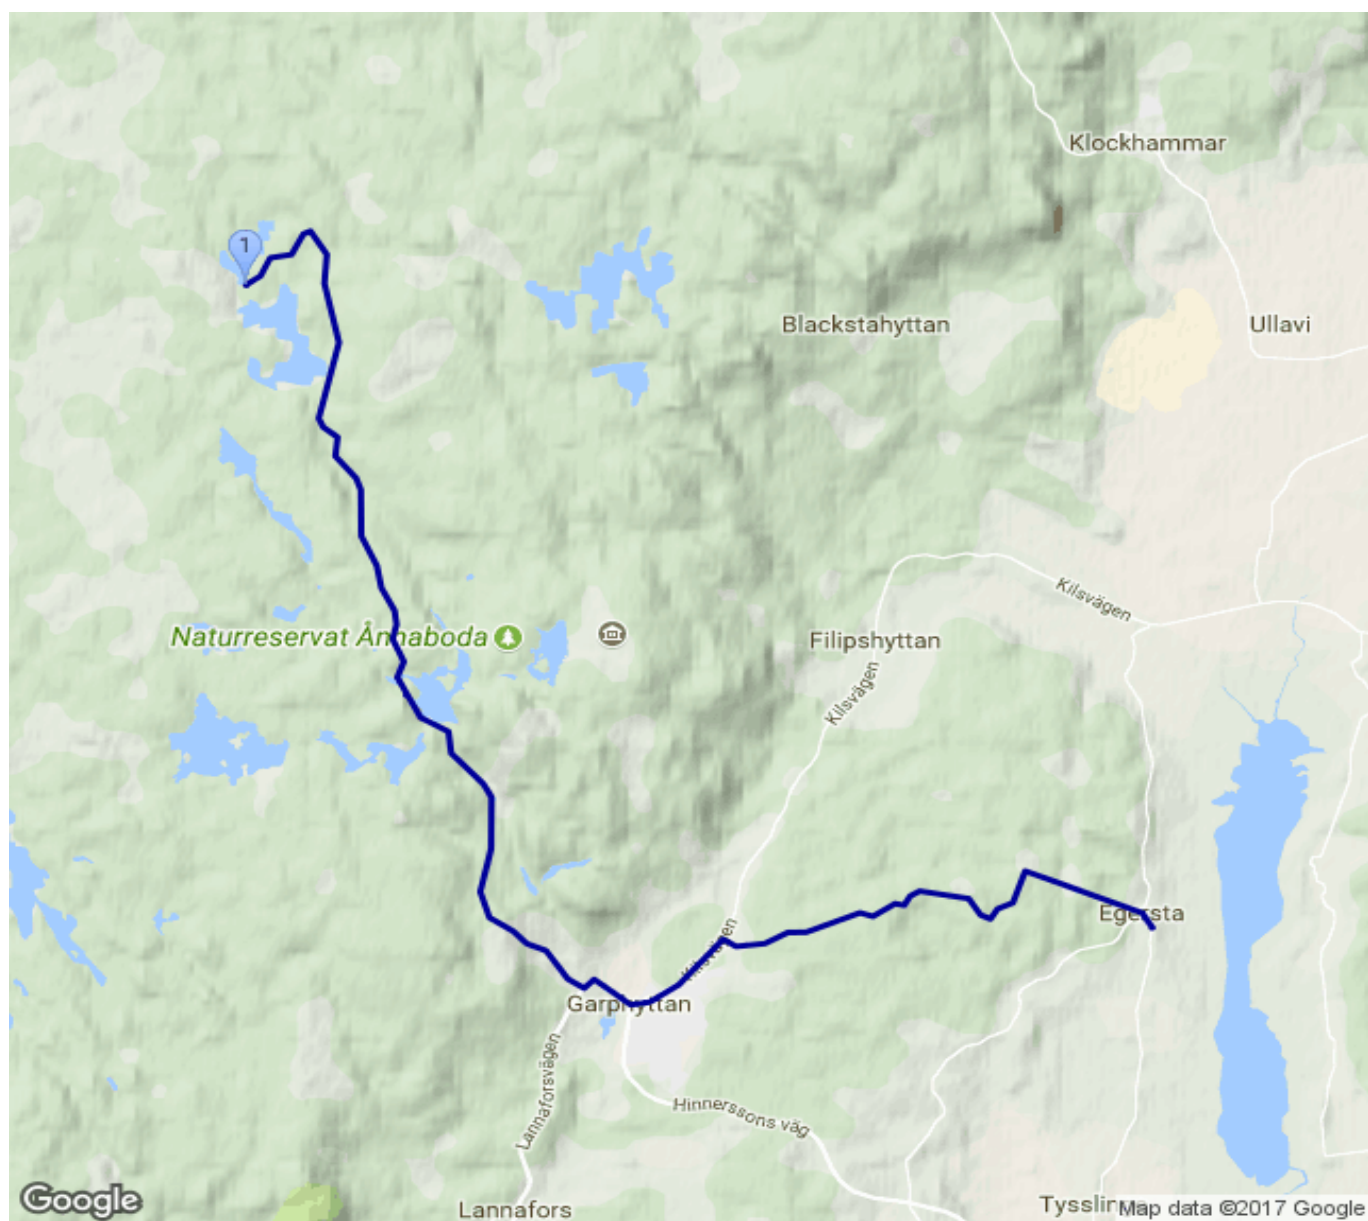 Klockhammar
1
Blackstahyttan
Ullavi
Kilsvägen
Naturreservat Ånnaboda
Filipshyttan
Kilsvägen
Egersta
Kilsvägen
Garphyttan
Lannaforsvägen
Hinnerssons väg
Google
Lannafors
Map data ©2017 Google